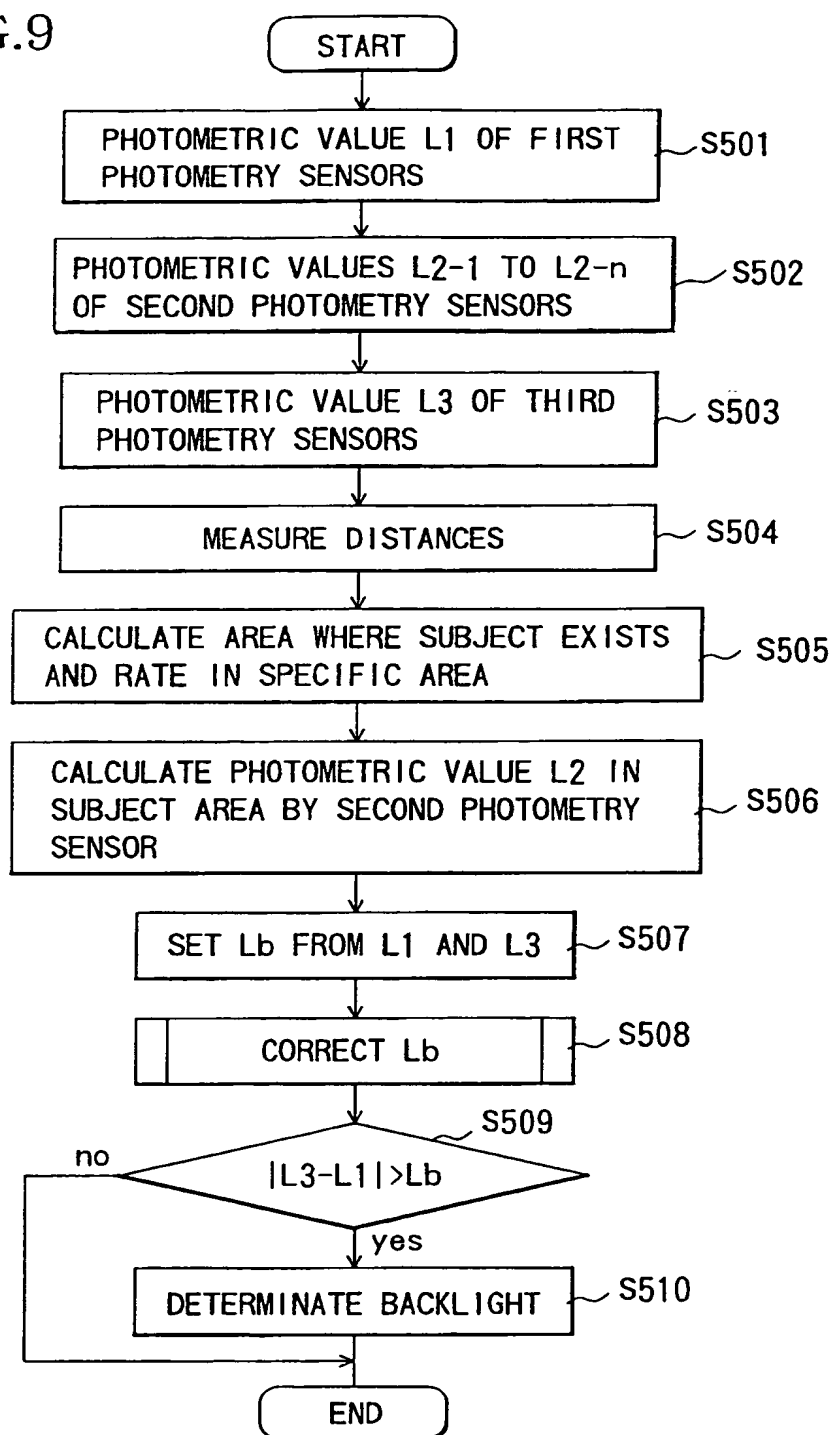 G.9
START
PHOTOMETRIC VALUE L1 OF FIRST
PHOTOMETRY SENSORS
S501
PHOTOMETRIC VALUES L2-1 TO L2-n
OF SECOND PHOTOMETRY SENSORS
S502
PHOTOMETRIC VALUE L3 OF THIRD
PHOTOMETRY SENSORS
S503
MEASURE DISTANCES
S504
CALCULATE AREA WHERE SUBJECT EXISTS
AND RATE IN SPECIFIC AREA
S505
CALCULATE PHOTOMETRIC VALUE L2 IN
SUBJECT AREA BY SECOND PHOTOMETRY
SENSOR
S506
SET Lb FROM L1 AND L3
S507
CORRECT Lb
S508
S509
no
|L3-L1|>Lb
yes
DETERMINATE BACKLIGHT
S510
END